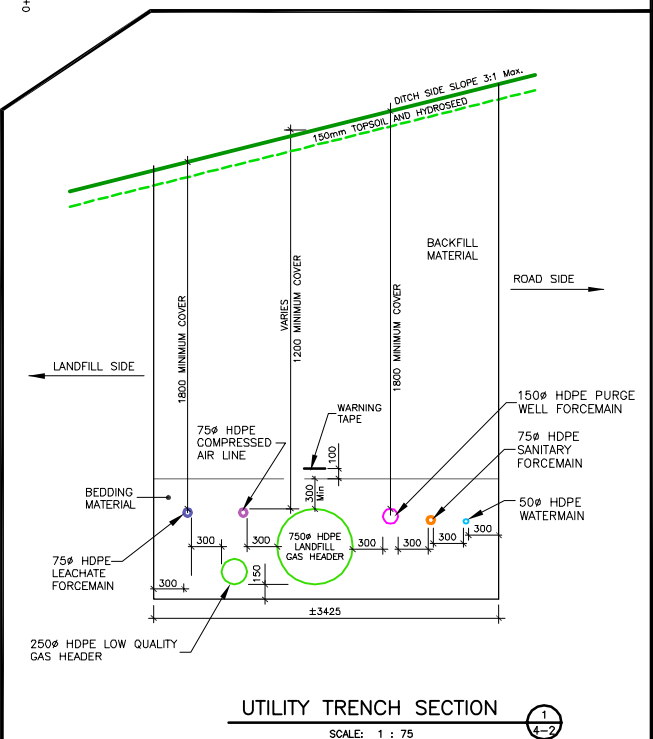 0+
DITCH SIDE SLOPE 3:1 Max.
150mm TOPSOIL AND HYDROSEED
BACKFILL
MATERIAL
ROAD SIDE
LANDFILL SIDE
1800 MINIMUM COVER
VARIES
1200 MINIMUM COVER
1800 MINIMUM COVER
WARNING
TAPE
75ø HDPE
COMPRESSED
AIR LINE
150ø HDPE PURGE
WELL FORCEMAIN
75ø HDPE
SANITARY
FORCEMAIN
50ø HDPE
WATERMAIN
BEDDING
MATERIAL
100
300
Min
750ø HDPE
LANDFILL
GAS HEADER
75ø HDPE
LEACHATE
FORCEMAIN
300
300
300
300
300
300
300
150
±3425
250ø HDPE LOW QUALITY
GAS HEADER
UTILITY TRENCH SECTION
SCALE: 1 : 75
1
4-2